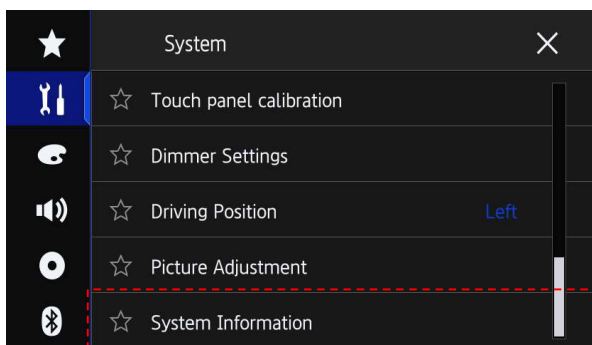 System
Touch panel calibration
Dimmer Settings
Driving Position Left
Picture Adjustment
System Information